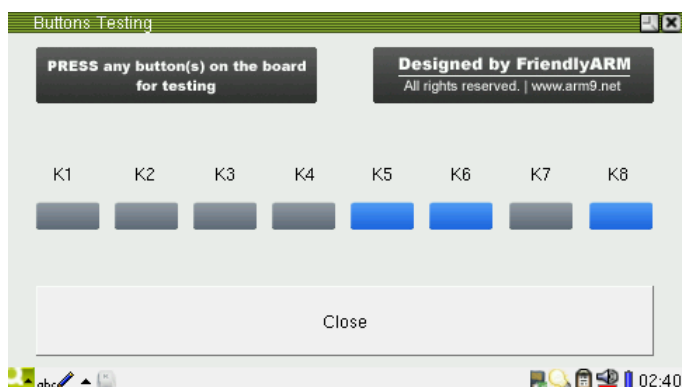 Buttons Testing
PRESS any button(s) on the board
for testing
Designed by FriendlyARM
All rights reserved. | www.arm9.net
K1 K2 K3 K4 K5 K6 K7 K8
Close
abc 02:40